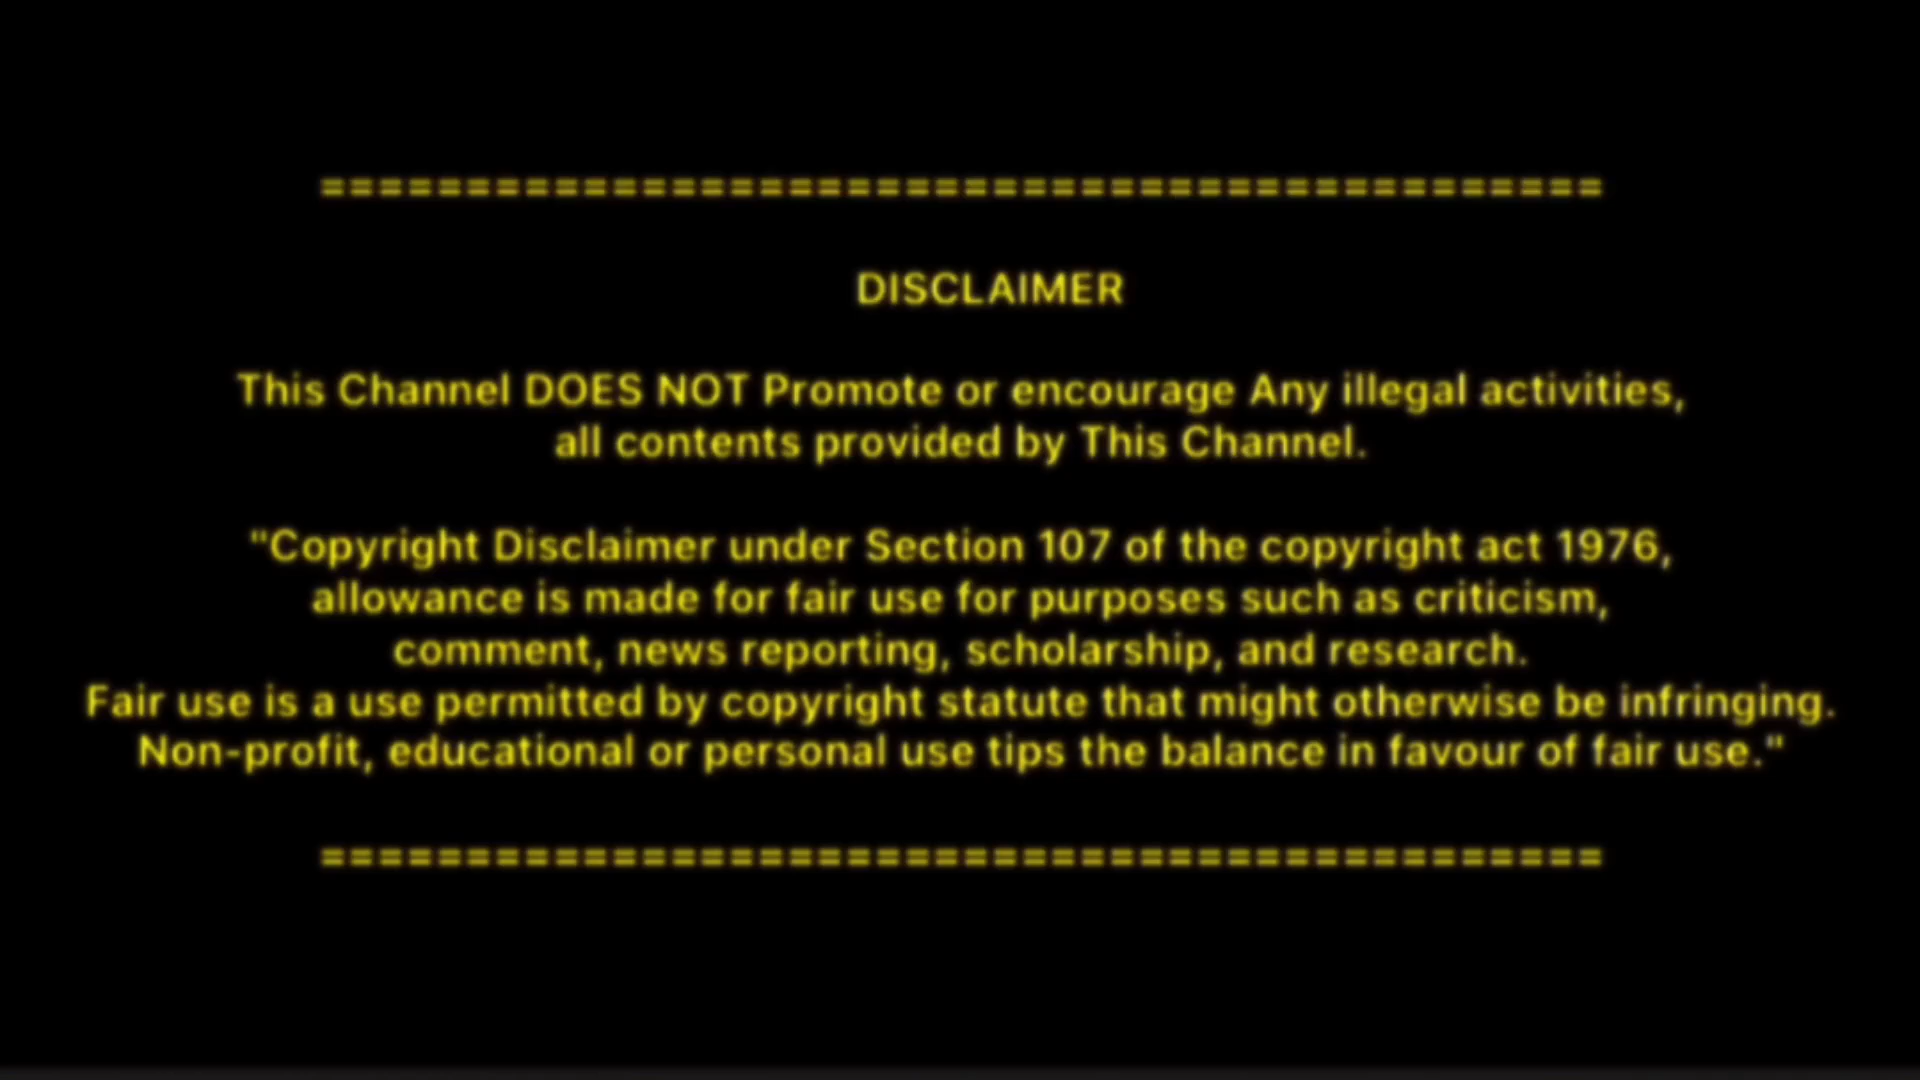 ============================================
DISCLAIMER
This Channel DOES NOT Promote or encourage Any illegal activities,
all contents provided by This Channel.
"Copyright Disclaimer under Section 107 of the copyright act 1976,
allowance is made for fair use for purposes such as criticism,
comment, news reporting, scholarship, and research.
Fair use is a use permitted by copyright statute that might otherwise be infringing.
Non-profit, educational or personal use tips the balance in favour of fair use."
============================================